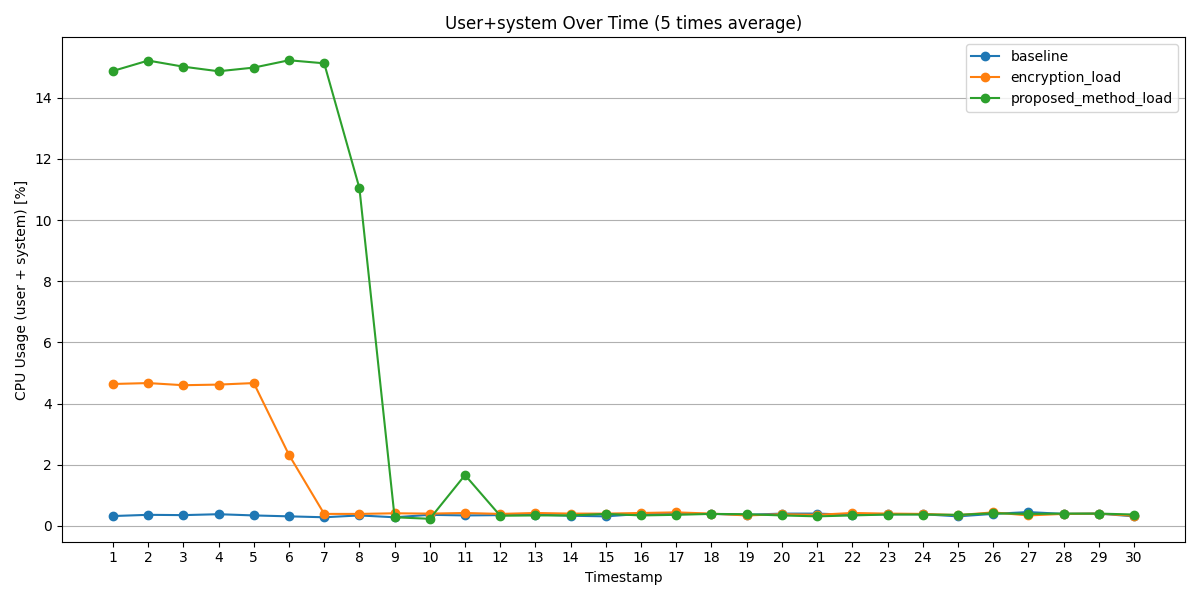 User+system Over Time (5 times average)
baseline
encryption_load
proposed_method_load
CPU Usage (user + system) [%]
14
12
10
8
6
4
2
0
1 2 3 4 5 6 7 8 9 10 11 12 13 14 15 16 17 18 19 20 21 22 23 24 25 26 27 28 29 30
Timestamp